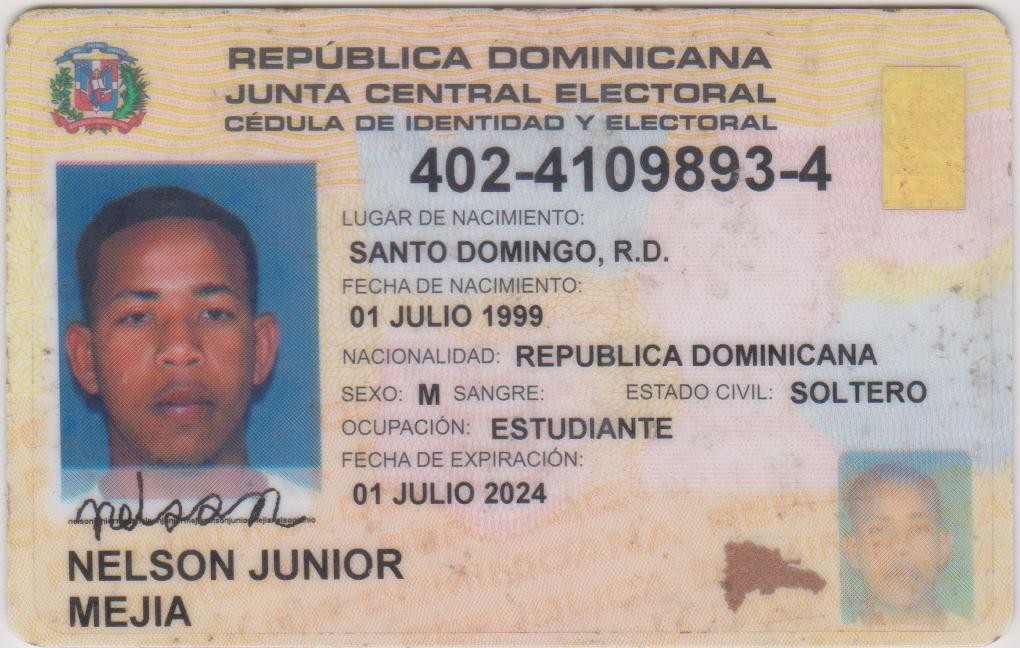 REPÚBLICA DOMINICANA
JUNTA CENTRAL ELECTORAL
CÉDULA DE IDENTIDAD Y ELECTORAL
402-4109893-4
LUGAR DE NACIMIENTO:
SANTO DOMINGO, R.D.
FECHA DE NACIMIENTO:
01 JULIO 1999
NACIONALIDAD: REPUBLICA DOMINICANA
SEXO: M SANGRE: ESTADO CIVIL: SOLTERO
OCUPACIÓN: ESTUDIANTE
FECHA DE EXPIRACIÓN:
01 JULIO 2024
nelson
NELSON JUNIOR
MEJIA